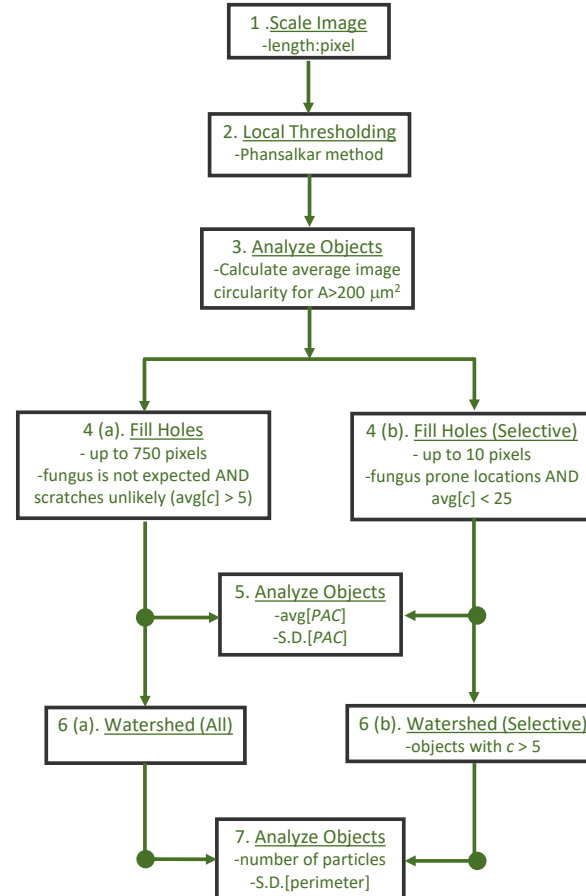 1 .Scale Image
-length:pixel
2. Local Thresholding
-Phansalkar method
3. Analyze Objects
-Calculate average image
circularity for A>200 μm²
4 (a). Fill Holes
- up to 750 pixels
-fungus is not expected AND
scratches unlikely (avg[c] > 5)
4 (b). Fill Holes (Selective)
- up to 10 pixels
-fungus prone locations AND
avg[c] < 25
5. Analyze Objects
-avg[PAC]
-S.D.[PAC]
6 (a). Watershed (All)
6 (b). Watershed (Selective)
-objects with c > 5
7. Analyze Objects
-number of particles
-S.D.[perimeter]